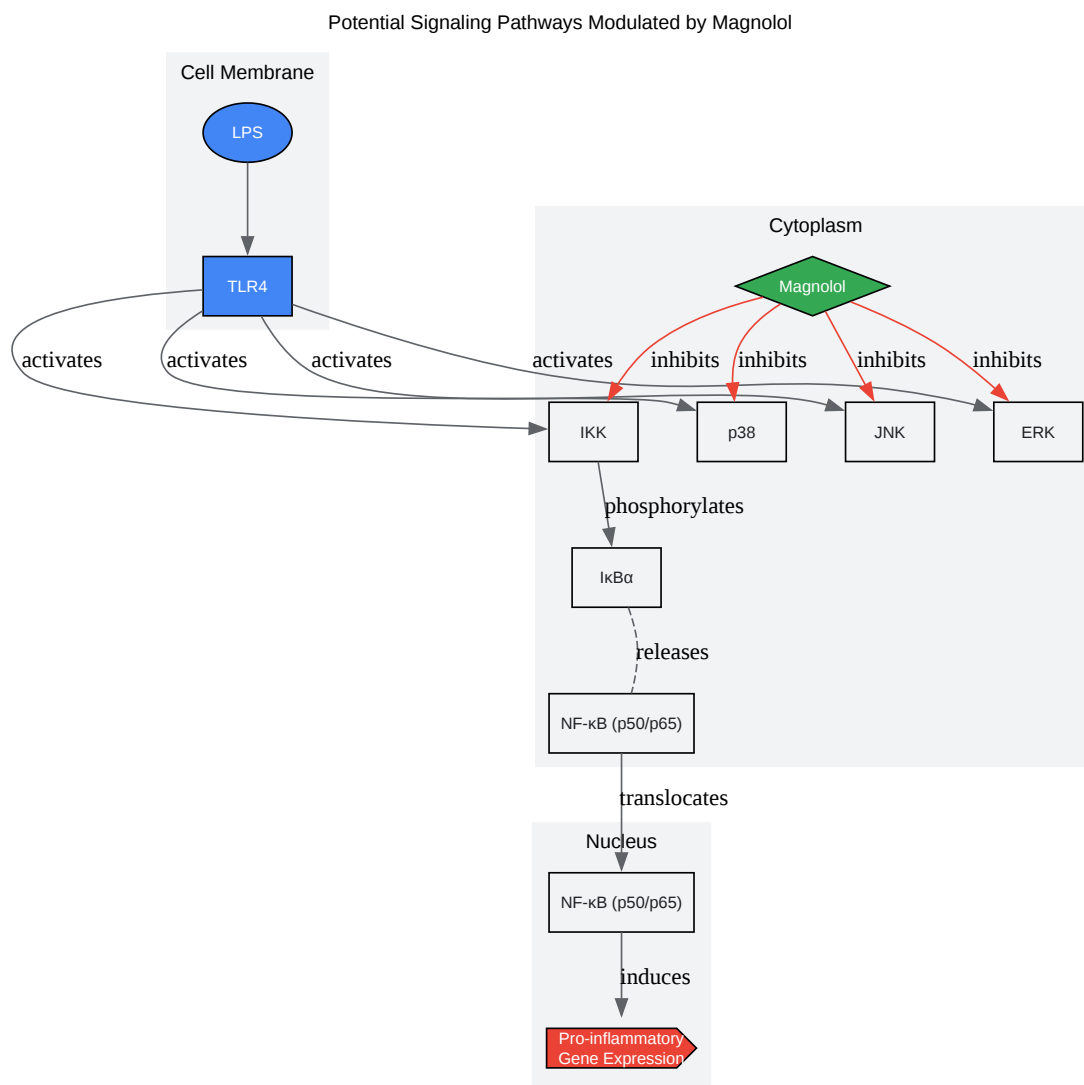 Potential Signaling Pathways Modulated by Magnolol
Cell Membrane
LPS
Cytoplasm
TLR4
Magnolol
activates
activates
activates
activates
inhibits
inhibits
inhibits
inhibits
IKK
p38
JNK
ERK
phosphorylates
IκBα
releases
NF-κB (p50/p65)
translocates
Nucleus
NF-κB (p50/p65)
induces
Pro-inflammatory
Gene Expression